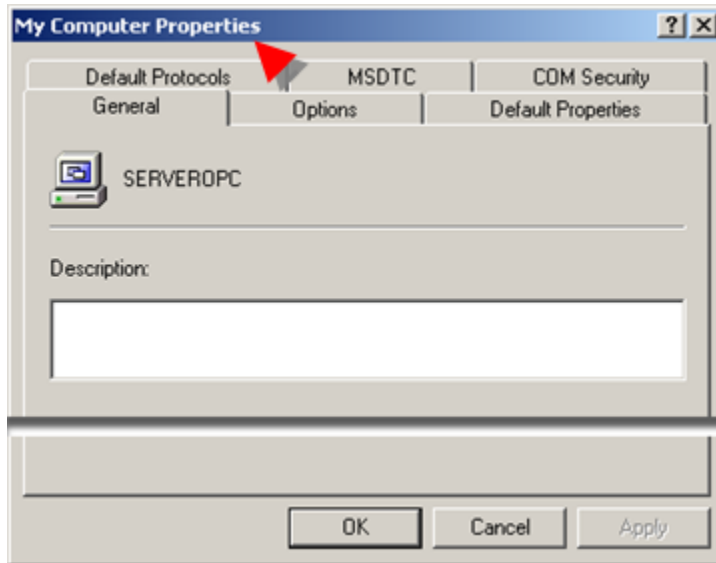 My Computer Properties
Default Protocols MSDTC COM Security
General Options Default Properties
SERVEROPC
Description:
OK Cancel Apply